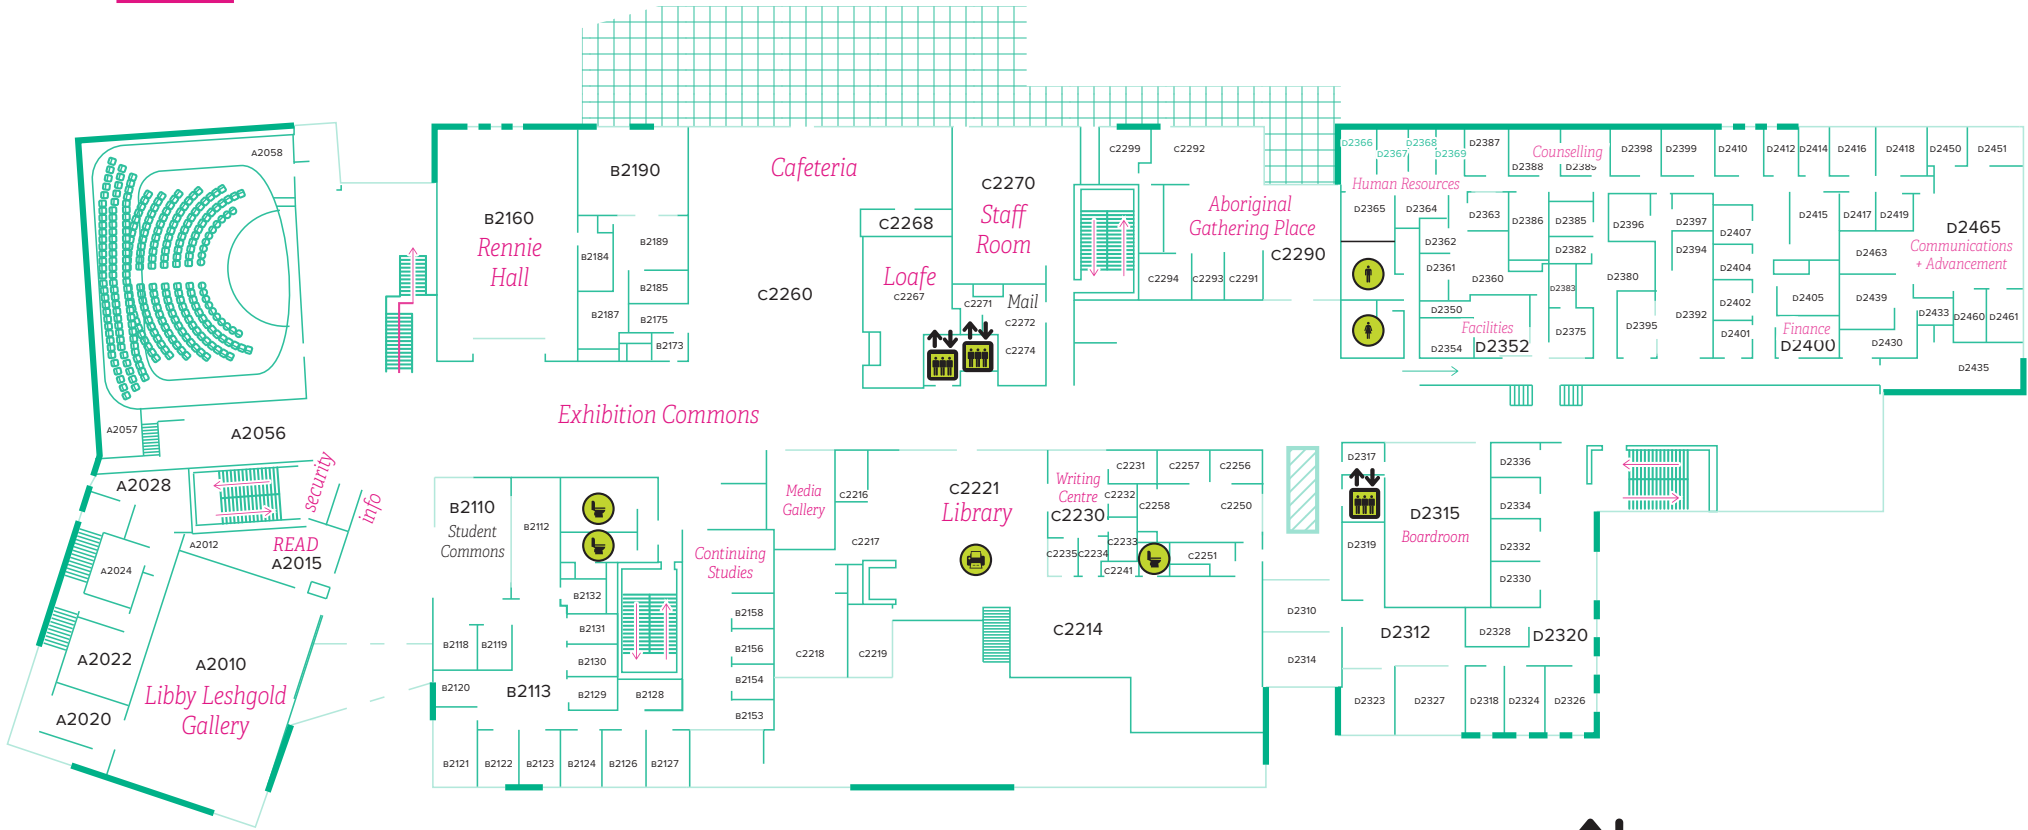 A2058
B2160
Rennie
Hall
B2190
B2184
B2189
B2185
B2187
B2175
B2173
Cafeteria
C2260
C2268
Loafe
C2267
C2270
Staff
Room
C2271
Mail
C2272
C2274
C2299
C2292
Aboriginal
Gathering Place
C2290
C2294
C2293
C2291
D2366
D2367
D2368
D2369
D2387
D2388
Counselling
D2389
D2398
D2399
D2410
D2412
D2414
D2416
D2418
D2450
D2451
Human Resources
D2365
D2364
D2363
D2386
D2385
D2396
D2397
D2407
D2415
D2417
D2419
D2465
Communications
+ Advancement
D2362
D2382
D2394
D2463
D2361
D2360
D2383
D2380
D2404
D2405
D2439
D2350
D2402
D2392
D2395
D2375
D2401
D2433
D2460
D2461
Facilities
D2354
D2352
Finance
D2400
D2430
D2435
Exhibition Commons
A2057
A2056
A2028
security
info
A2012
READ
A2015
A2024
A2022
A2010
Libby Leshgold
Gallery
A2020
B2110
Student
Commons
B2112
B2132
B2131
B2130
B2129
B2128
B2118
B2119
B2120
B2113
B2121
B2122
B2123
B2124
B2126
B2127
Continuing
Studies
B2158
B2156
B2154
B2153
Media
Gallery
C2216
C2217
C2218
C2219
C2221
Library
C2214
Writing
Centre
C2230
C2231
C2257
C2256
C2232
C2258
C2250
C2233
C2235
C2234
C2241
C2251
D2317
D2319
D2315
Boardroom
D2336
D2334
D2332
D2330
D2310
D2312
D2328
D2320
D2314
D2323
D2327
D2318
D2324
D2326